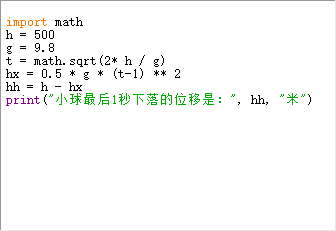 import math
h = 500
g = 9.8
t = math.sqrt(2* h / g)
hx = 0.5 * g * (t-1) ** 2
hh = h - hx
print("小球最后1秒下落的位移是：", hh, "米")